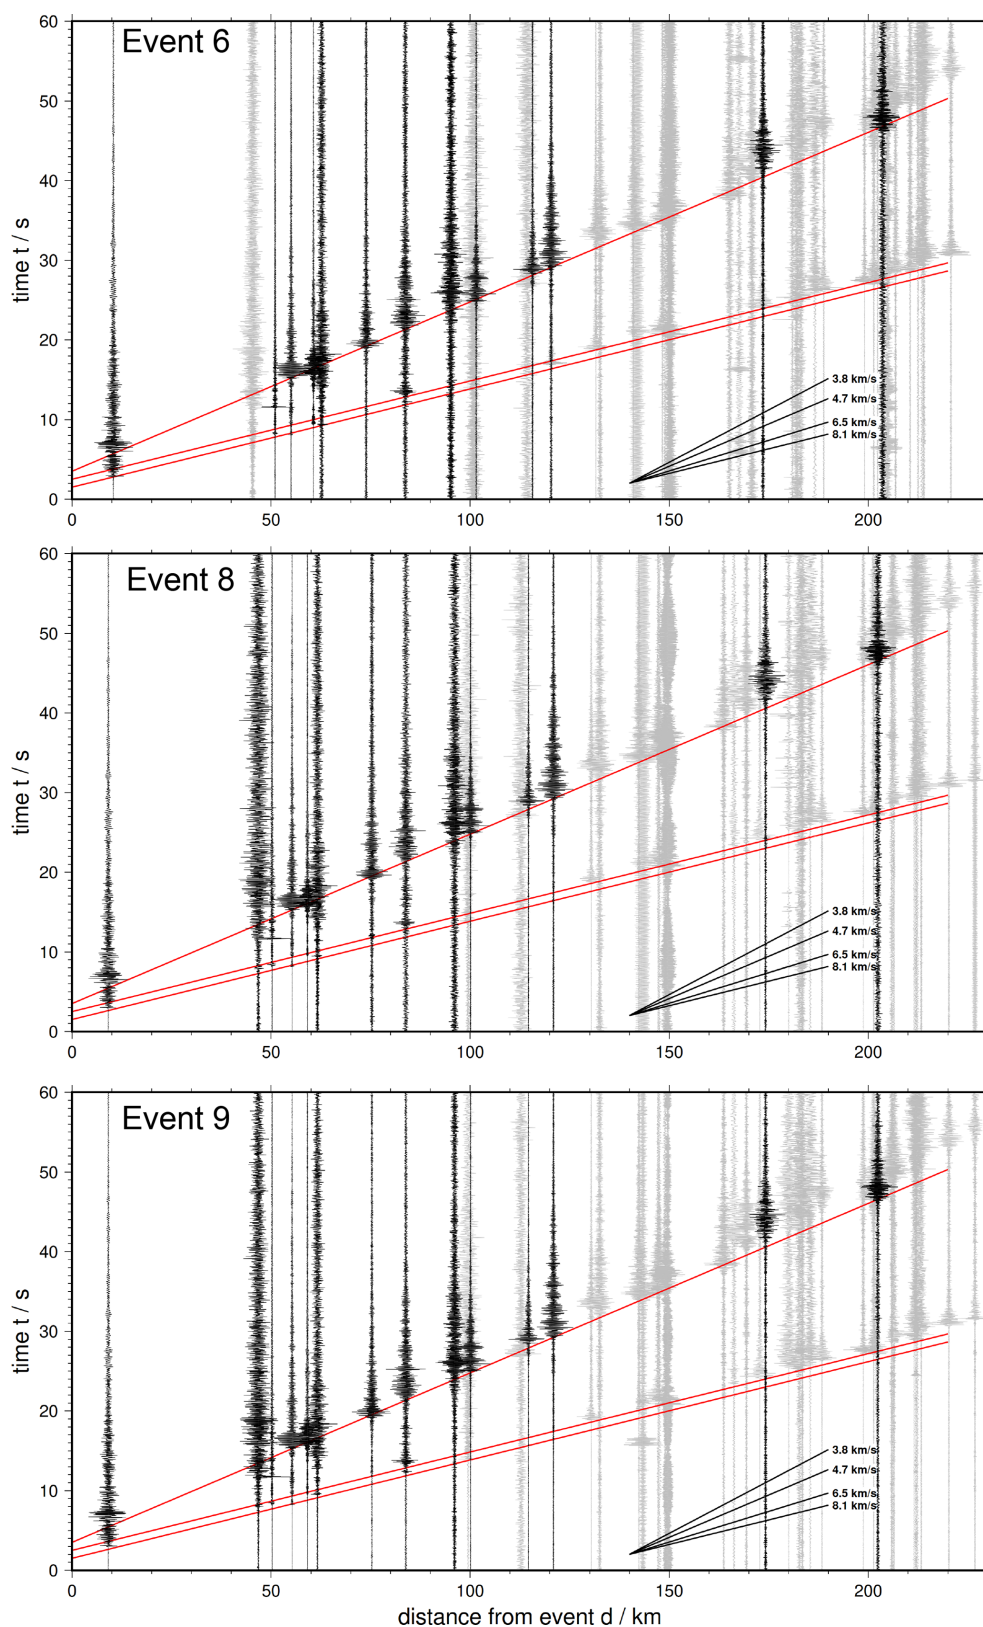 Event 6
60
50
40
30
20
10
0
time t / s
3.8 km/s
4.7 km/s
6.5 km/s
8.1 km/s
0 50 100 150 200
Event 8
60
50
40
30
20
10
0
time t / s
3.8 km/s
4.7 km/s
6.5 km/s
8.1 km/s
0 50 100 150 200
Event 9
60
50
40
30
20
10
0
time t / s
3.8 km/s
4.7 km/s
6.5 km/s
8.1 km/s
0 50 100 150 200
distance from event d / km